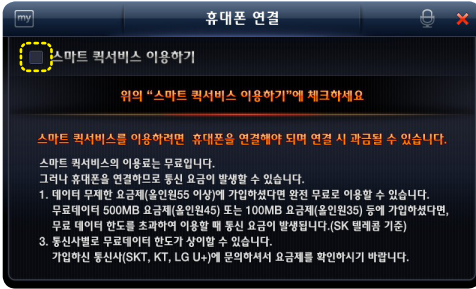 my
휴대폰 연결
스마트 퀵서비스 이용하기
위의 “스마트 퀵서비스 이용하기”에 체크하세요
스마트 퀵서비스를 이용하려면 휴대폰을 연결해야 되며 연결 시 과금될 수 있습니다.
스마트 퀵서비스의 이용료는 무료입니다.
그러나 휴대폰을 연결하므로 통신 요금이 발생할 수 있습니다.
1. 데이터 무제한 요금제(올인원55 이상)에 가입하셨다면 완전 무료로 이용할 수 있습니다.
무료데이터 500MB 요금제(올인원45) 또는 100MB 요금제(올인원35) 등에 가입하셨다면,
무료 데이터 한도를 초과하여 이용할 때 통신 요금이 발생됩니다.(SK 텔레콤 기준)
3. 통신사별로 무료데이터 한도가 상이할 수 있습니다.
가입하신 통신사(SKT, KT, LG U+)에 문의하셔서 요금제를 확인하시기 바랍니다.